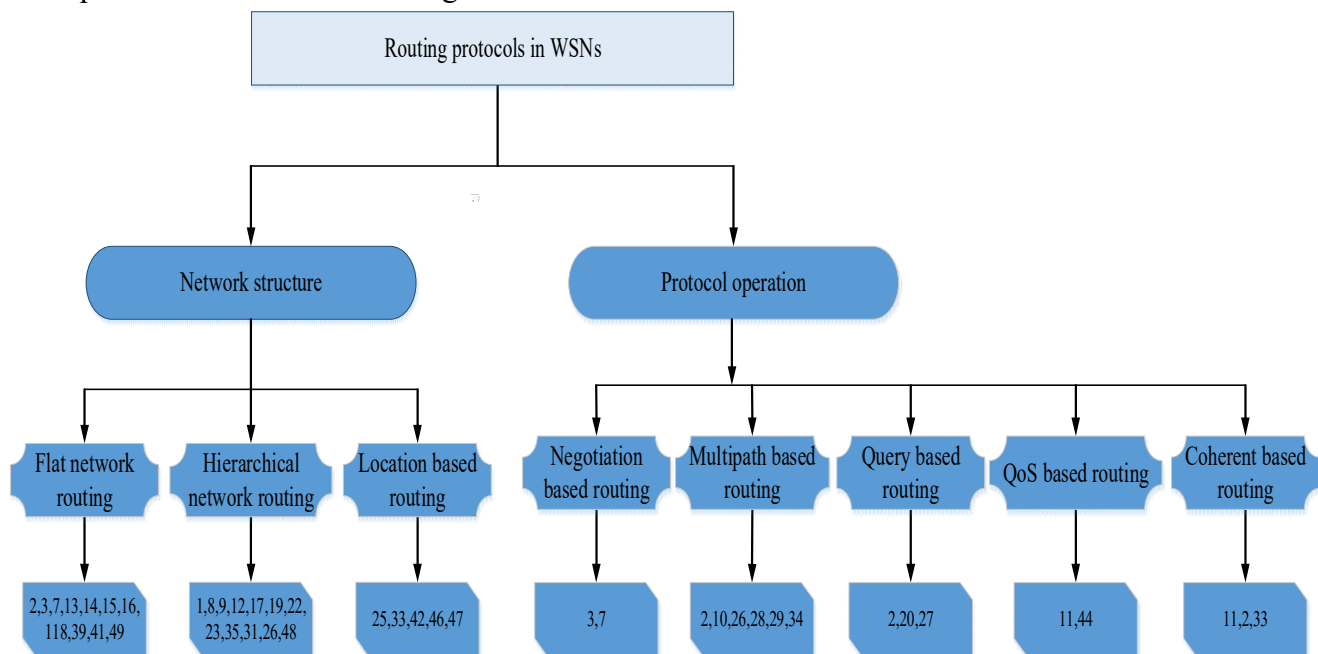 Routing protocols in WSNs
Network structure
Protocol operation
Flat network
routing
Hierarchical
network routing
Location based
routing
Negotiation
based routing
Multipath based
routing
Query based
routing
QoS based routing
Coherent based
routing
2,3,7,13,14,15,16,
118,39,41,49
1,8,9,12,17,19,22,
23,35,31,26,48
25,33,42,46,47
3,7
2,10,26,28,29,34
2,20,27
11,44
11,2,33